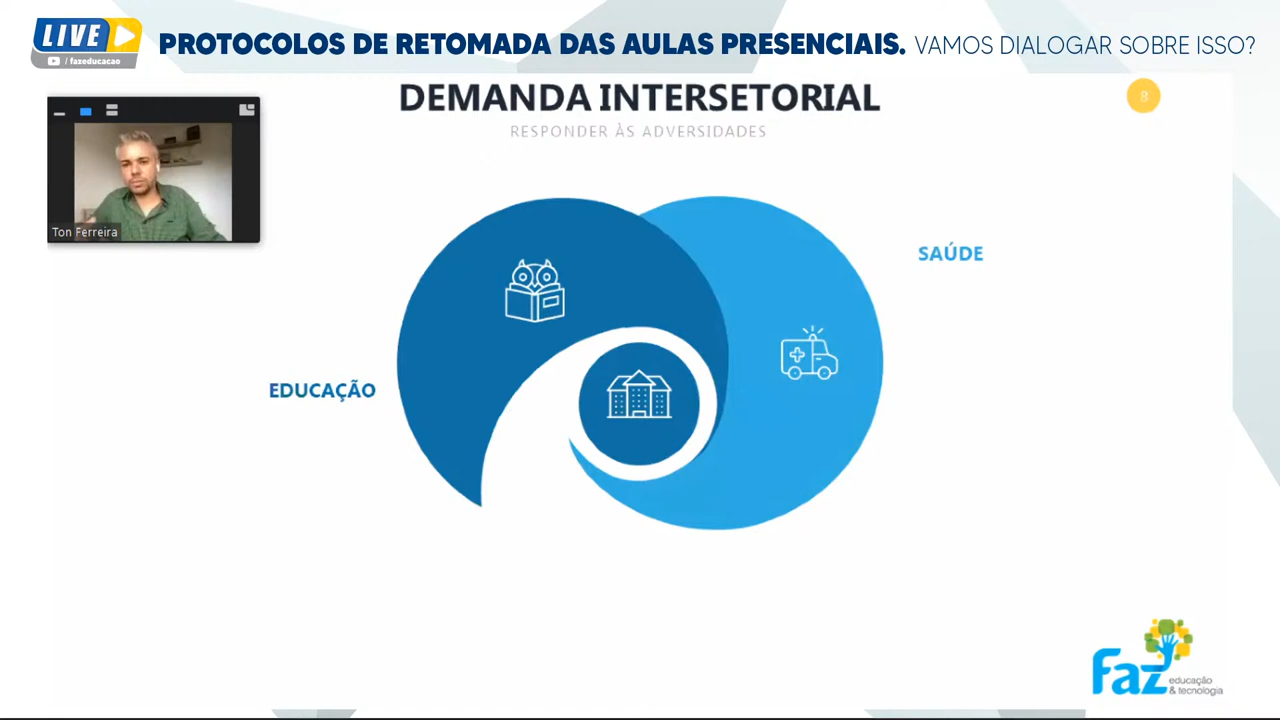 LIVE
/ fazeducacao
PROTOCOLOS DE RETOMADA DAS AULAS PRESENCIAIS. VAMOS DIALOGAR SOBRE ISSO?
DEMANDA INTERSETORIAL
8
RESPONDER ÀS ADVERSIDADES
Ton Ferreira
SAÚDE
EDUCAÇÃO
Faz
educação
& tecnologia